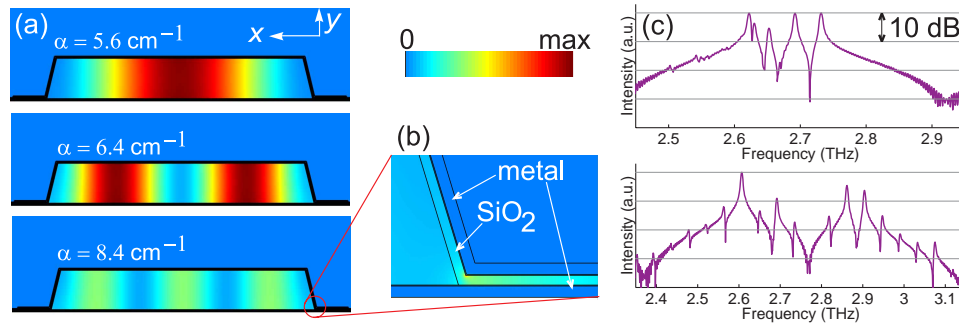 (a)
y
x
α = 5.6 cm⁻¹
α = 6.4 cm⁻¹
α = 8.4 cm⁻¹
0 max
(b)
metal
SiO₂
(c)
10 dB
Intensity (a.u.)
2.5 2.6 2.7 2.8 2.9
Frequency (THz)
Intensity (a.u.)
2.4 2.5 2.6 2.7 2.8 2.9 3 3.1
Frequency (THz)